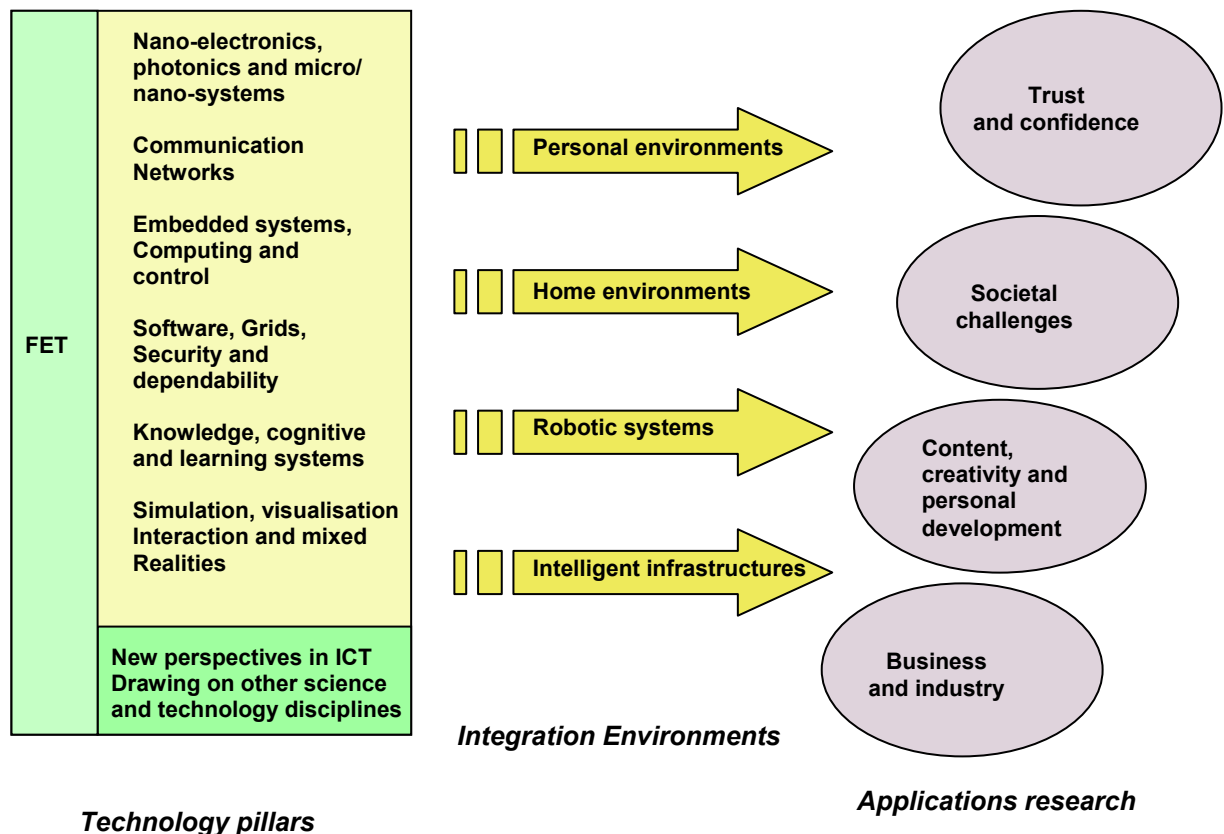 FET
Nano-electronics,
photonics and micro/
nano-systems
Communication
Networks
Embedded systems,
Computing and
control
Software, Grids,
Security and
dependability
Knowledge, cognitive
and learning systems
Simulation, visualisation
Interaction and mixed
Realities
New perspectives in ICT
Drawing on other science
and technology disciplines
Technology pillars
Personal environments
Home environments
Robotic systems
Intelligent infrastructures
Integration Environments
Trust
and confidence
Societal
challenges
Content,
creativity and
personal
development
Business
and industry
Applications research